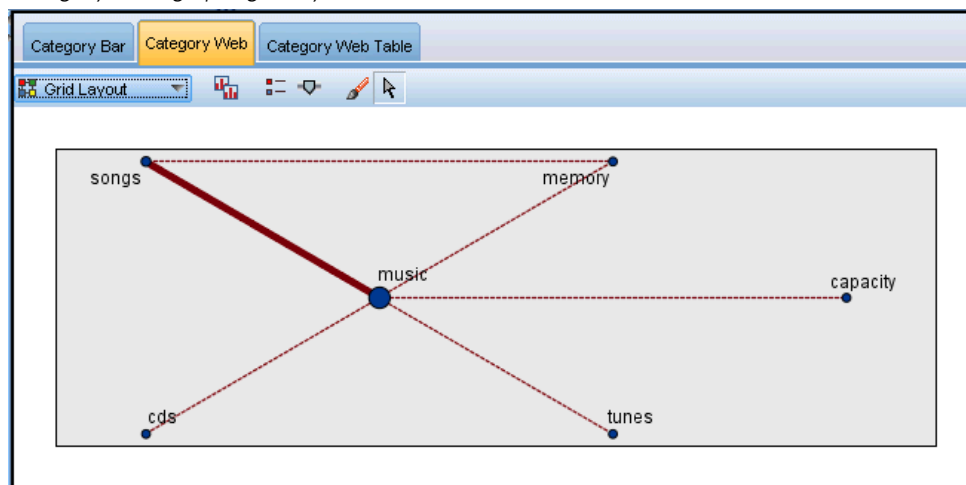 Category Bar
Category Web
Category Web Table
Grid Layout
songs
memory
music
capacity
cds
tunes